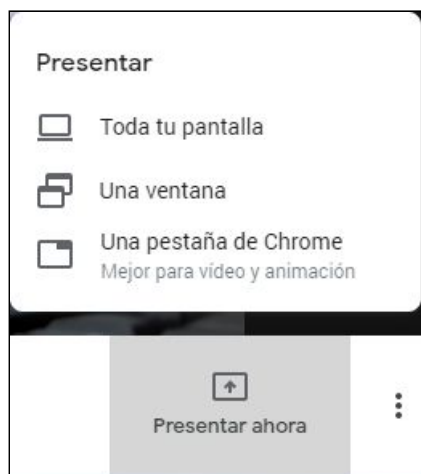 Presentar
Toda tu pantalla
Una ventana
Una pestaña de Chrome
Mejor para vídeo y animación
Presentar ahora